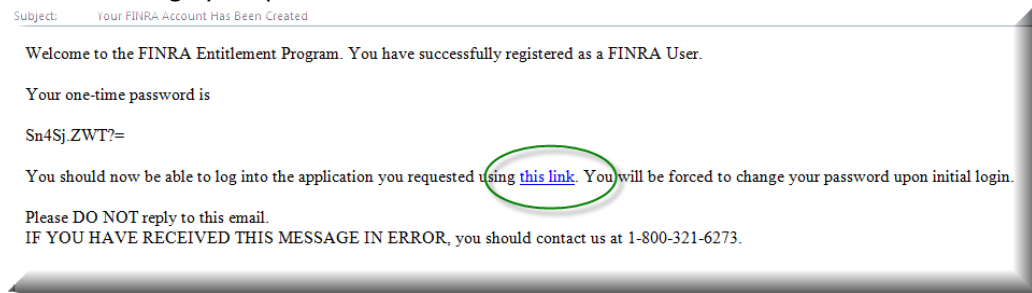 Subject: Your FINRA Account Has Been Created
Welcome to the FINRA Entitlement Program. You have successfully registered as a FINRA User.
Your one-time password is
Sn4Sj.ZWT?=
You should now be able to log into the application you requested using this link. You will be forced to change your password upon initial login.
Please DO NOT reply to this email.
IF YOU HAVE RECEIVED THIS MESSAGE IN ERROR, you should contact us at 1-800-321-6273.